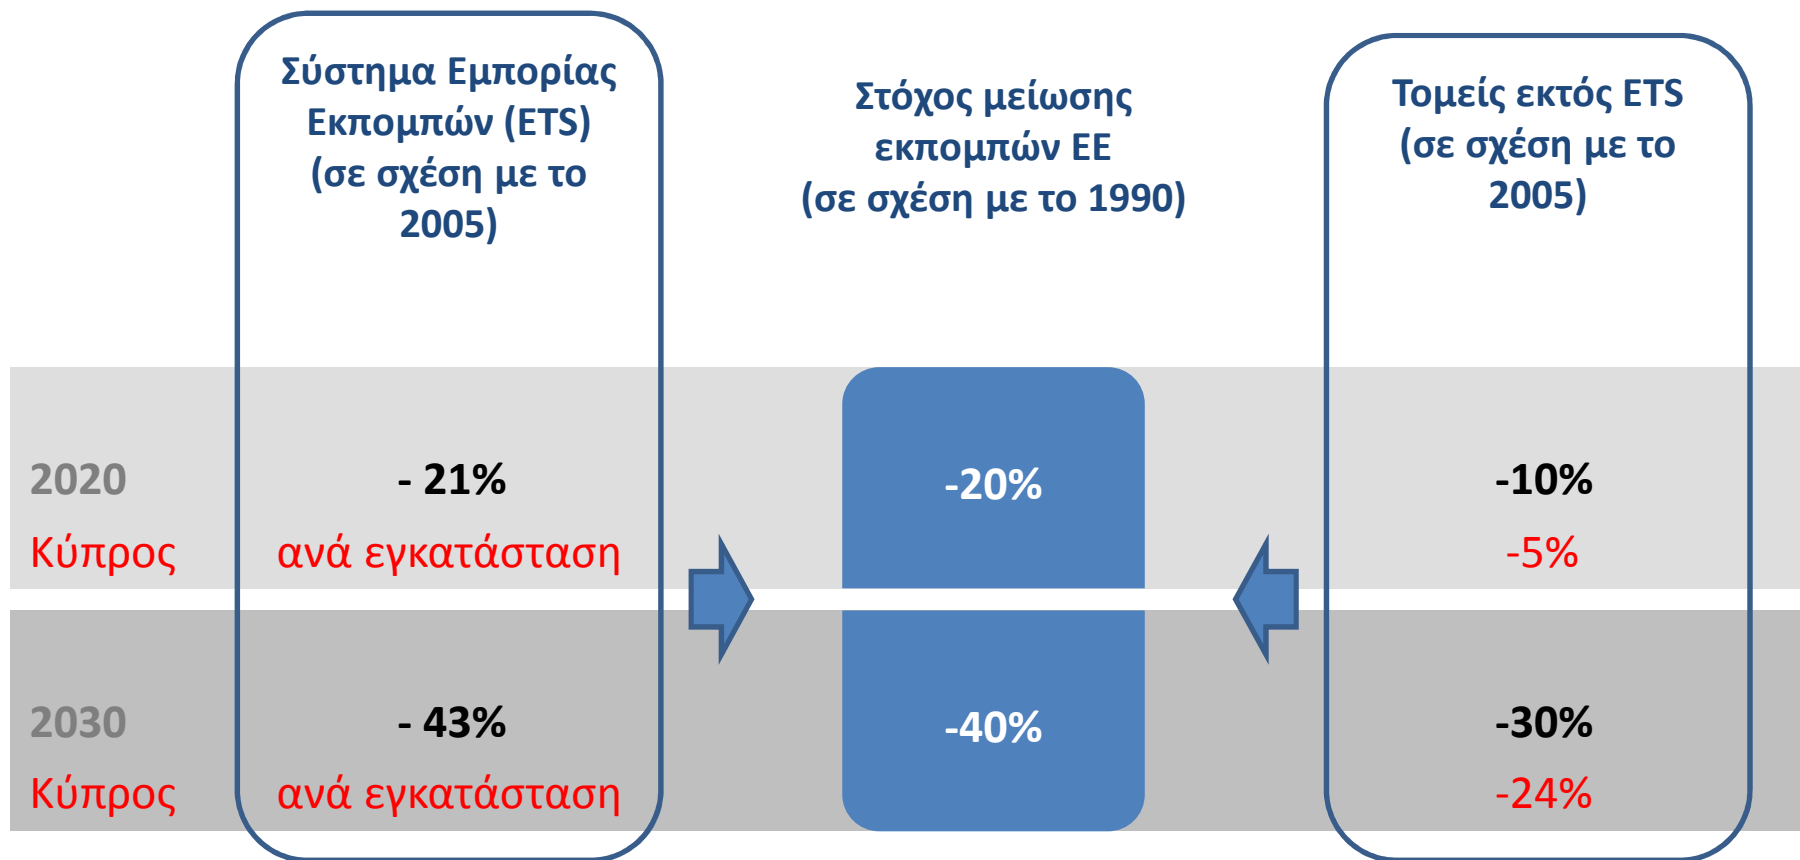 Σύστημα Εμπορίας
Εκπομπών (ETS)
(σε σχέση με το
2005)
Στόχος μείωσης
εκπομπών ΕΕ
(σε σχέση με το 1990)
Τομείς εκτός ETS
(σε σχέση με το
2005)
2020
- 21%
-20%
-10%
Κύπρος
ανά εγκατάσταση
-5%
2030
- 43%
-40%
-30%
Κύπρος
ανά εγκατάσταση
-24%